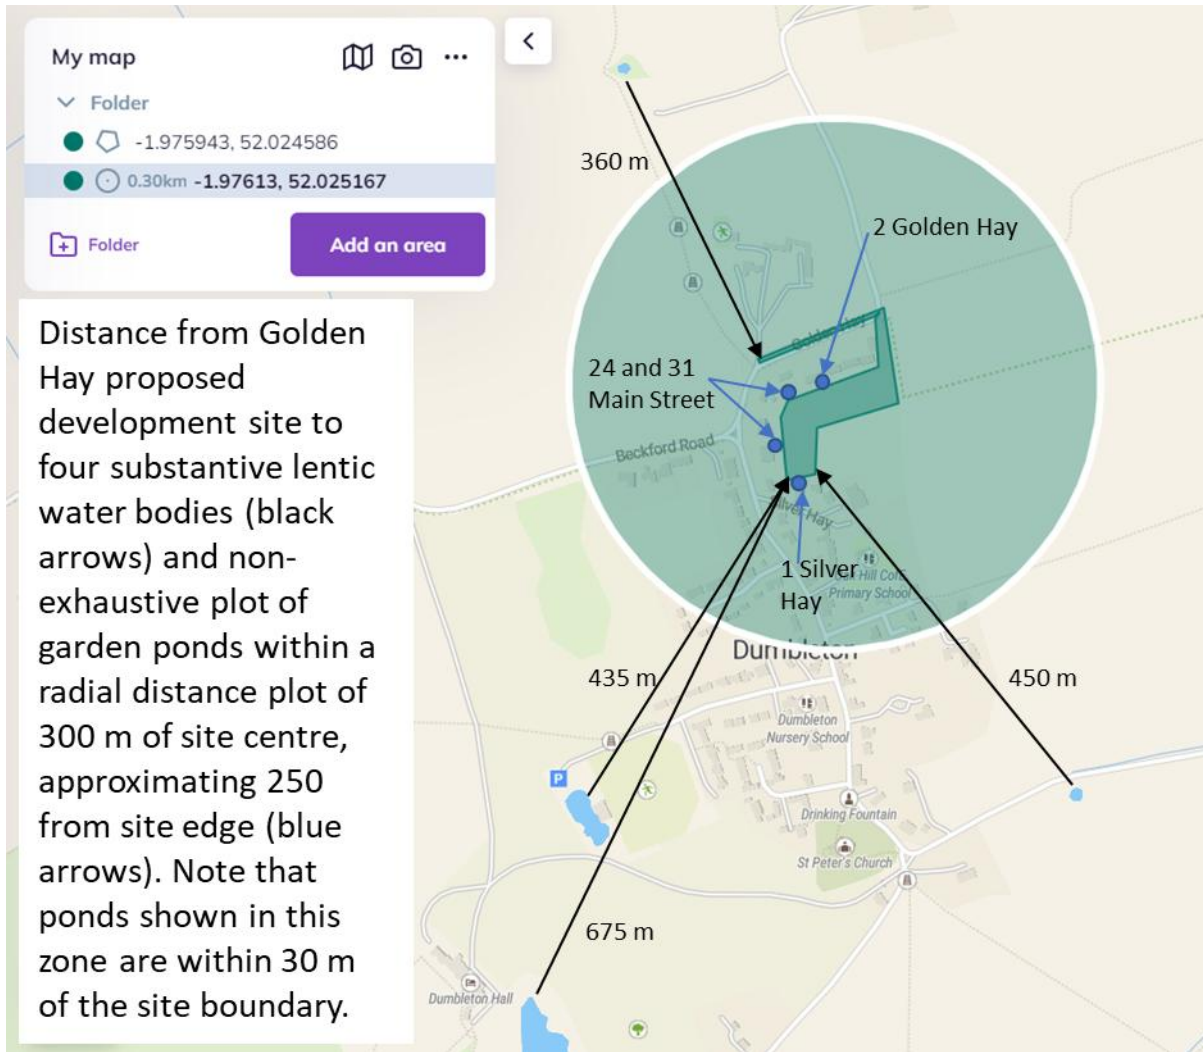 My map
Folder
-1.975943, 52.024586
0.30km -1.97613, 52.025167
Folder
Add an area
Distance from Golden
Hay proposed
development site to
four substantive lentic
water bodies (black
arrows) and non-
exhaustive plot of
garden ponds within a
radial distance plot of
300 m of site centre,
approximating 250
from site edge (blue
arrows). Note that
ponds shown in this
zone are within 30 m
of the site boundary.
360 m
2 Golden Hay
24 and 31
Main Street
Beckford Road
Silver Hay
1 Silver
Hay
Primary School
Dumbleton
435 m
450 m
Dumbleton
Nursery School
P
Drinking Fountain
St Peter's Church
675 m
Dumbleton Hall